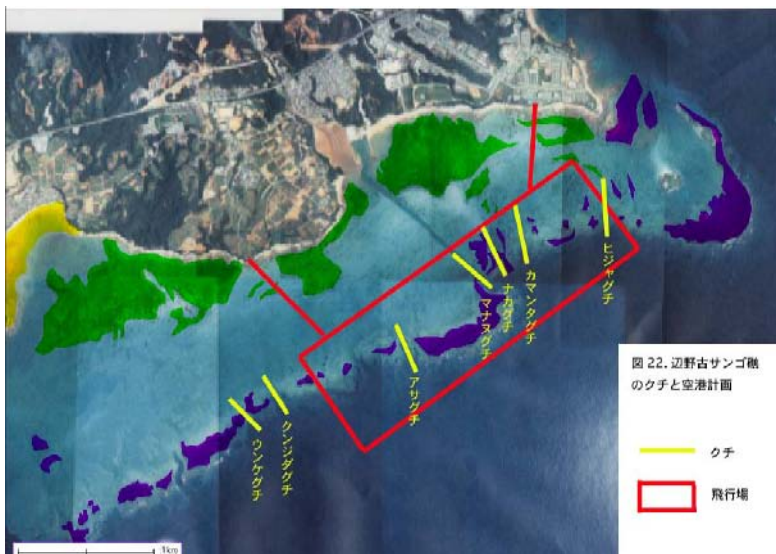 ヒジャグチ
カマンタグチ
ナカグチ
マナヌグチ
アサグチ
クンジダグチ
ウンケグチ
図 22. 辺野古サンゴ礁
のクチと空港計画
クチ
飛行場
1km